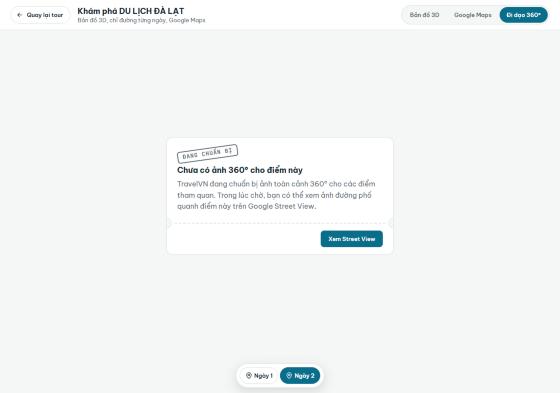 Quay lại tour
Khám phá DU LỊCH ĐÀ LẠT
Bản đồ 3D, chỉ đường từng ngày, Google Maps
Bản đồ 3D
Google Maps
Đi dạo 360°
ĐANG CHUẨN BỊ
Chưa có ảnh 360° cho điểm này
TravelVN đang chuẩn bị ảnh toàn cảnh 360° cho các điểm
tham quan. Trong lúc chờ, bạn có thể xem ảnh đường phố
quanh điểm này trên Google Street View.
Xem Street View
Ngày 1
Ngày 2